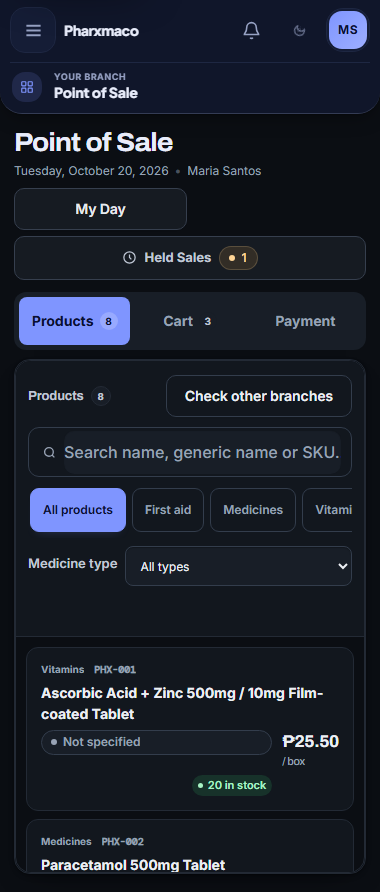 Pharxmaco
MS
YOUR BRANCH
Point of Sale
Point of Sale
Tuesday, October 20, 2026 • Maria Santos
My Day
Held Sales 1
Products 8 Cart 3 Payment
Products 8 Check other branches
Search name, generic name or SKU.
All products First aid Medicines Vitami
Medicine type All types
Vitamins PHX-001
Ascorbic Acid + Zinc 500mg / 10mg Film-
coated Tablet
Not specified ₱25.50
/ box
20 in stock
Medicines PHX-002
Paracetamol 500mg Tablet